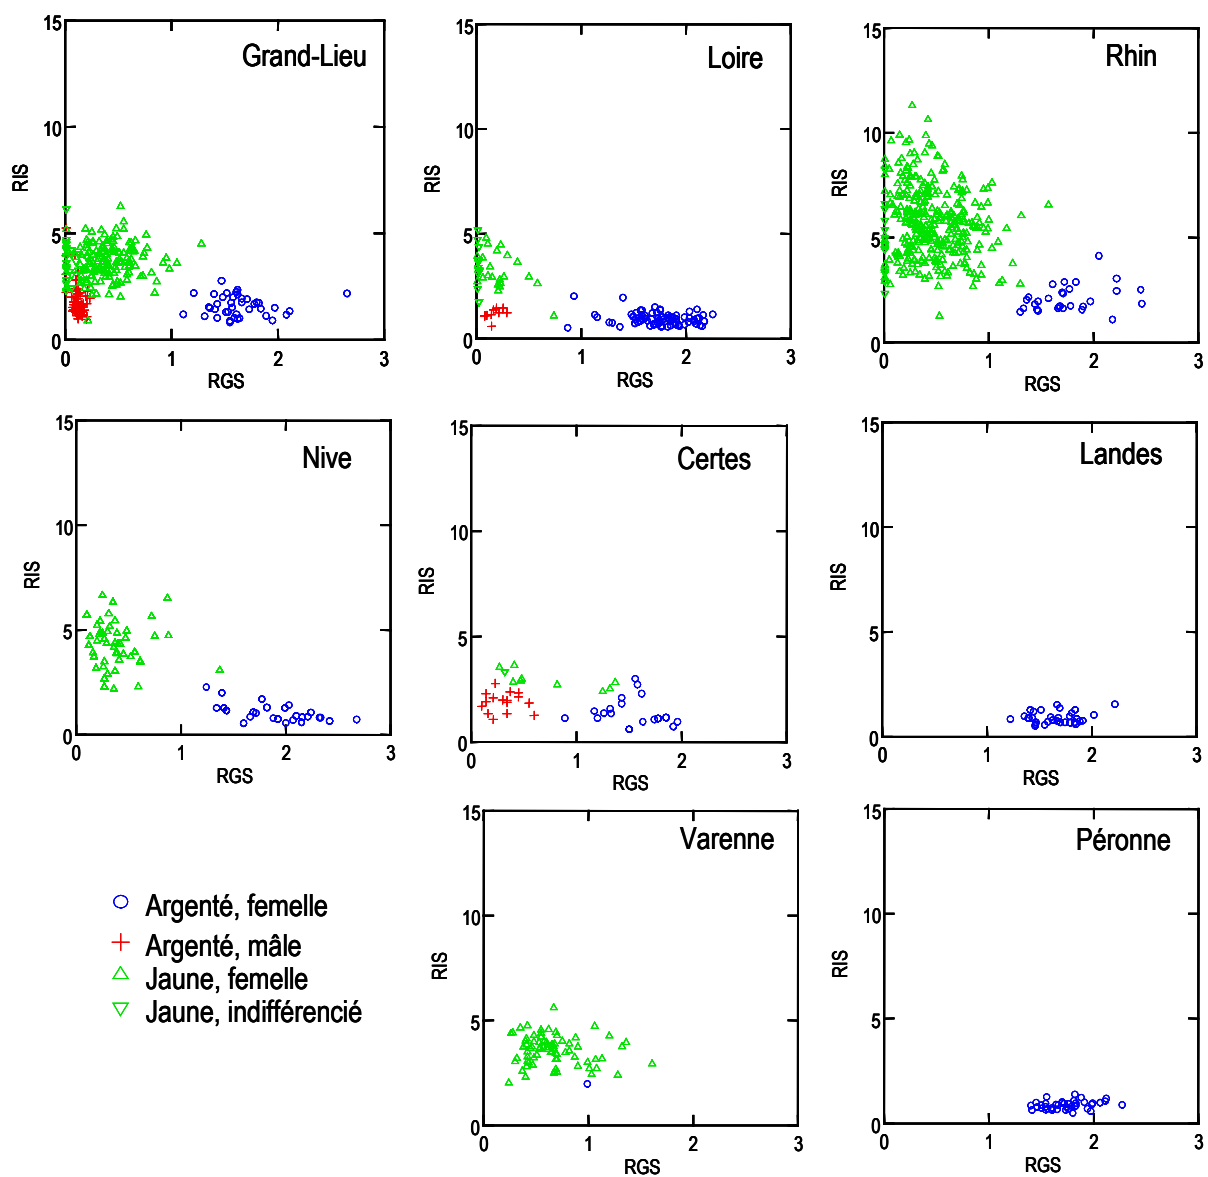 15
Grand-Lieu
10
RIS
5
0
0 1 2 3
RGS
15
Loire
10
RIS
5
0
0 1 2 3
RGS
15
Rhin
10
RIS
5
0
0 1 2 3
RGS
15
Nive
10
RIS
5
0
0 1 2 3
RGS
15
Certes
10
RIS
5
0
0 1 2 3
RGS
15
Landes
10
RIS
5
0
0 1 2 3
RGS
Argenté, femelle
Argenté, mâle
Jaune, femelle
Jaune, indifférencié
15
Varenne
10
RIS
5
0
0 1 2 3
RGS
15
Péronne
10
RIS
5
0
0 1 2 3
RGS